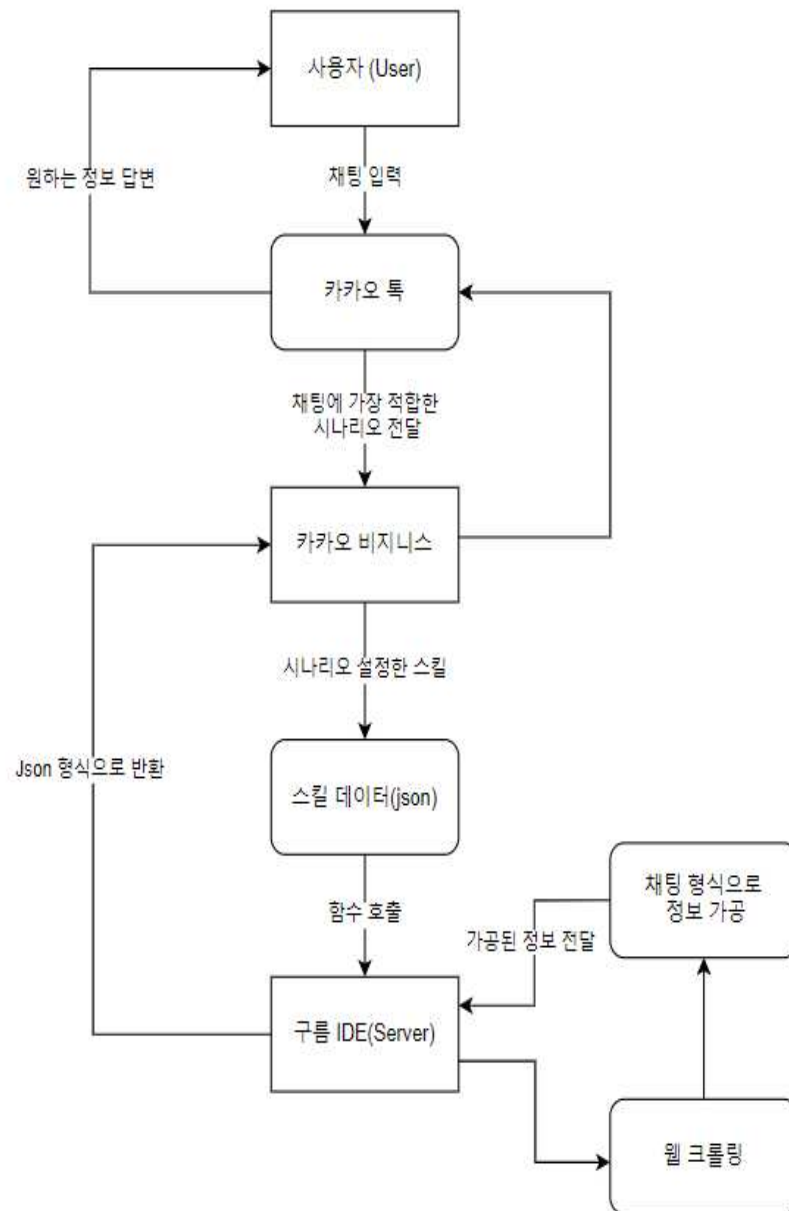 사용자 (User)
원하는 정보 답변
채팅 입력
카카오 톡
채팅에 가장 적합한
시나리오 전달
카카오 비지니스
시나리오 설정한 스킬
Json 형식으로 반환
스킬 데이터(json)
함수 호출
채팅 형식으로
정보 가공
가공된 정보 전달
구름 IDE(Server)
웹 크롤링